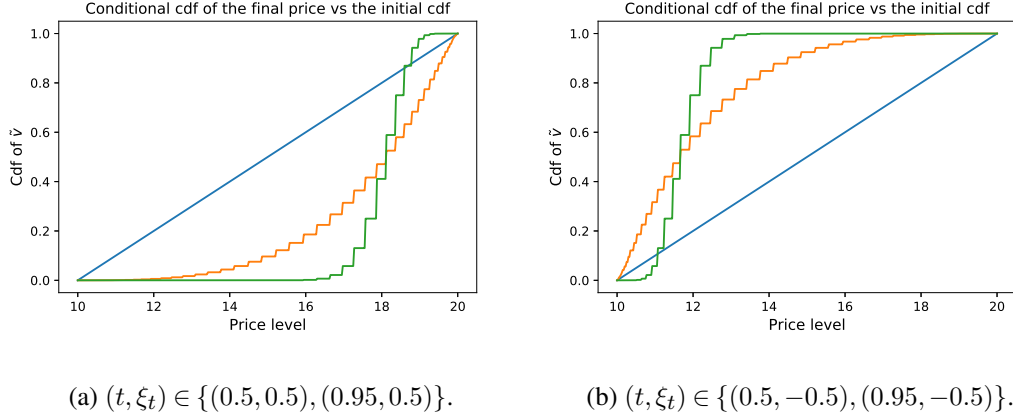 Conditional cdf of the final price vs the initial cdf
Cdf of ṽ
1.0
0.8
0.6
0.4
0.2
0.0
10 12 14 16 18 20
Price level
(a) (t, ξₜ) ∈ {(0.5, 0.5), (0.95, 0.5)}.
Conditional cdf of the final price vs the initial cdf
Cdf of ṽ
1.0
0.8
0.6
0.4
0.2
0.0
10 12 14 16 18 20
Price level
(b) (t, ξₜ) ∈ {(0.5, −0.5), (0.95, −0.5)}.